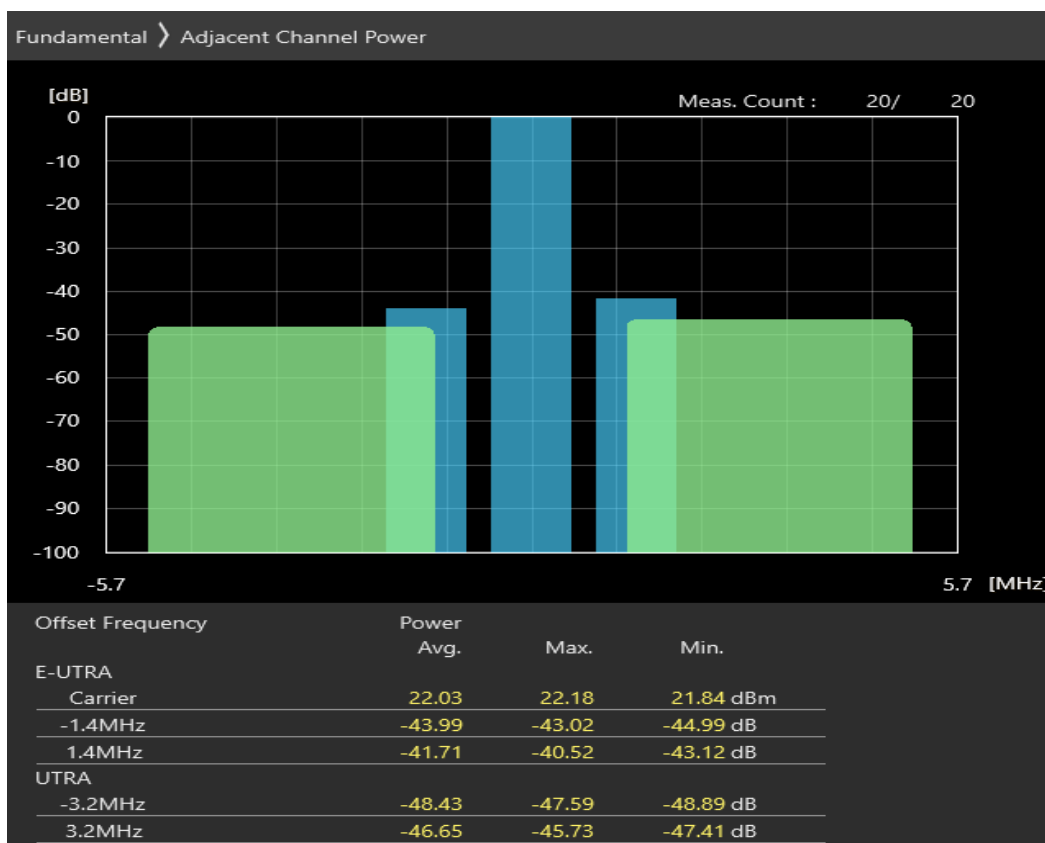 Fundamental 〉 Adjacent Channel Power
[dB]
Meas. Count : 20/ 20
0
-10
-20
-30
-40
-50
-60
-70
-80
-90
-100
-5.7 5.7 [MHz]
Offset Frequency Power
Avg. Max. Min.
E-UTRA
Carrier 22.03 22.18 21.84 dBm
-1.4MHz -43.99 -43.02 -44.99 dB
1.4MHz -41.71 -40.52 -43.12 dB
UTRA
-3.2MHz -48.43 -47.59 -48.89 dB
3.2MHz -46.65 -45.73 -47.41 dB